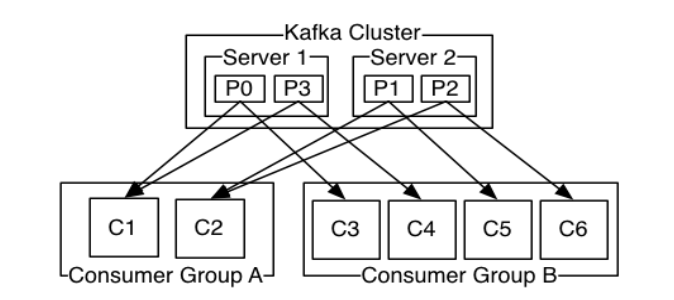 Kafka Cluster
Server 1 Server 2
P0 P3 P1 P2
C1 C2 C3 C4 C5 C6
Consumer Group A Consumer Group B